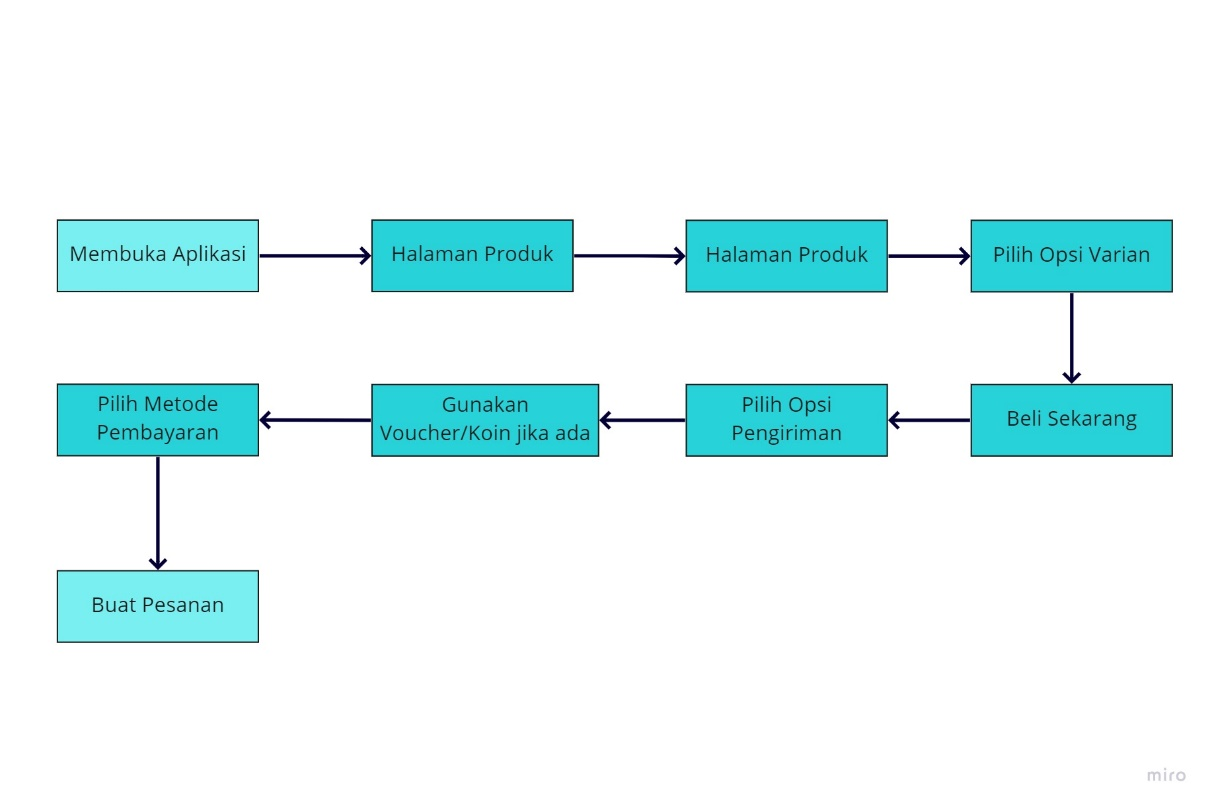 Membuka Aplikasi
Halaman Produk
Halaman Produk
Pilih Opsi Varian
Beli Sekarang
Pilih Opsi
Pengiriman
Gunakan
Voucher/Koin jika ada
Pilih Metode
Pembayaran
Buat Pesanan
miro